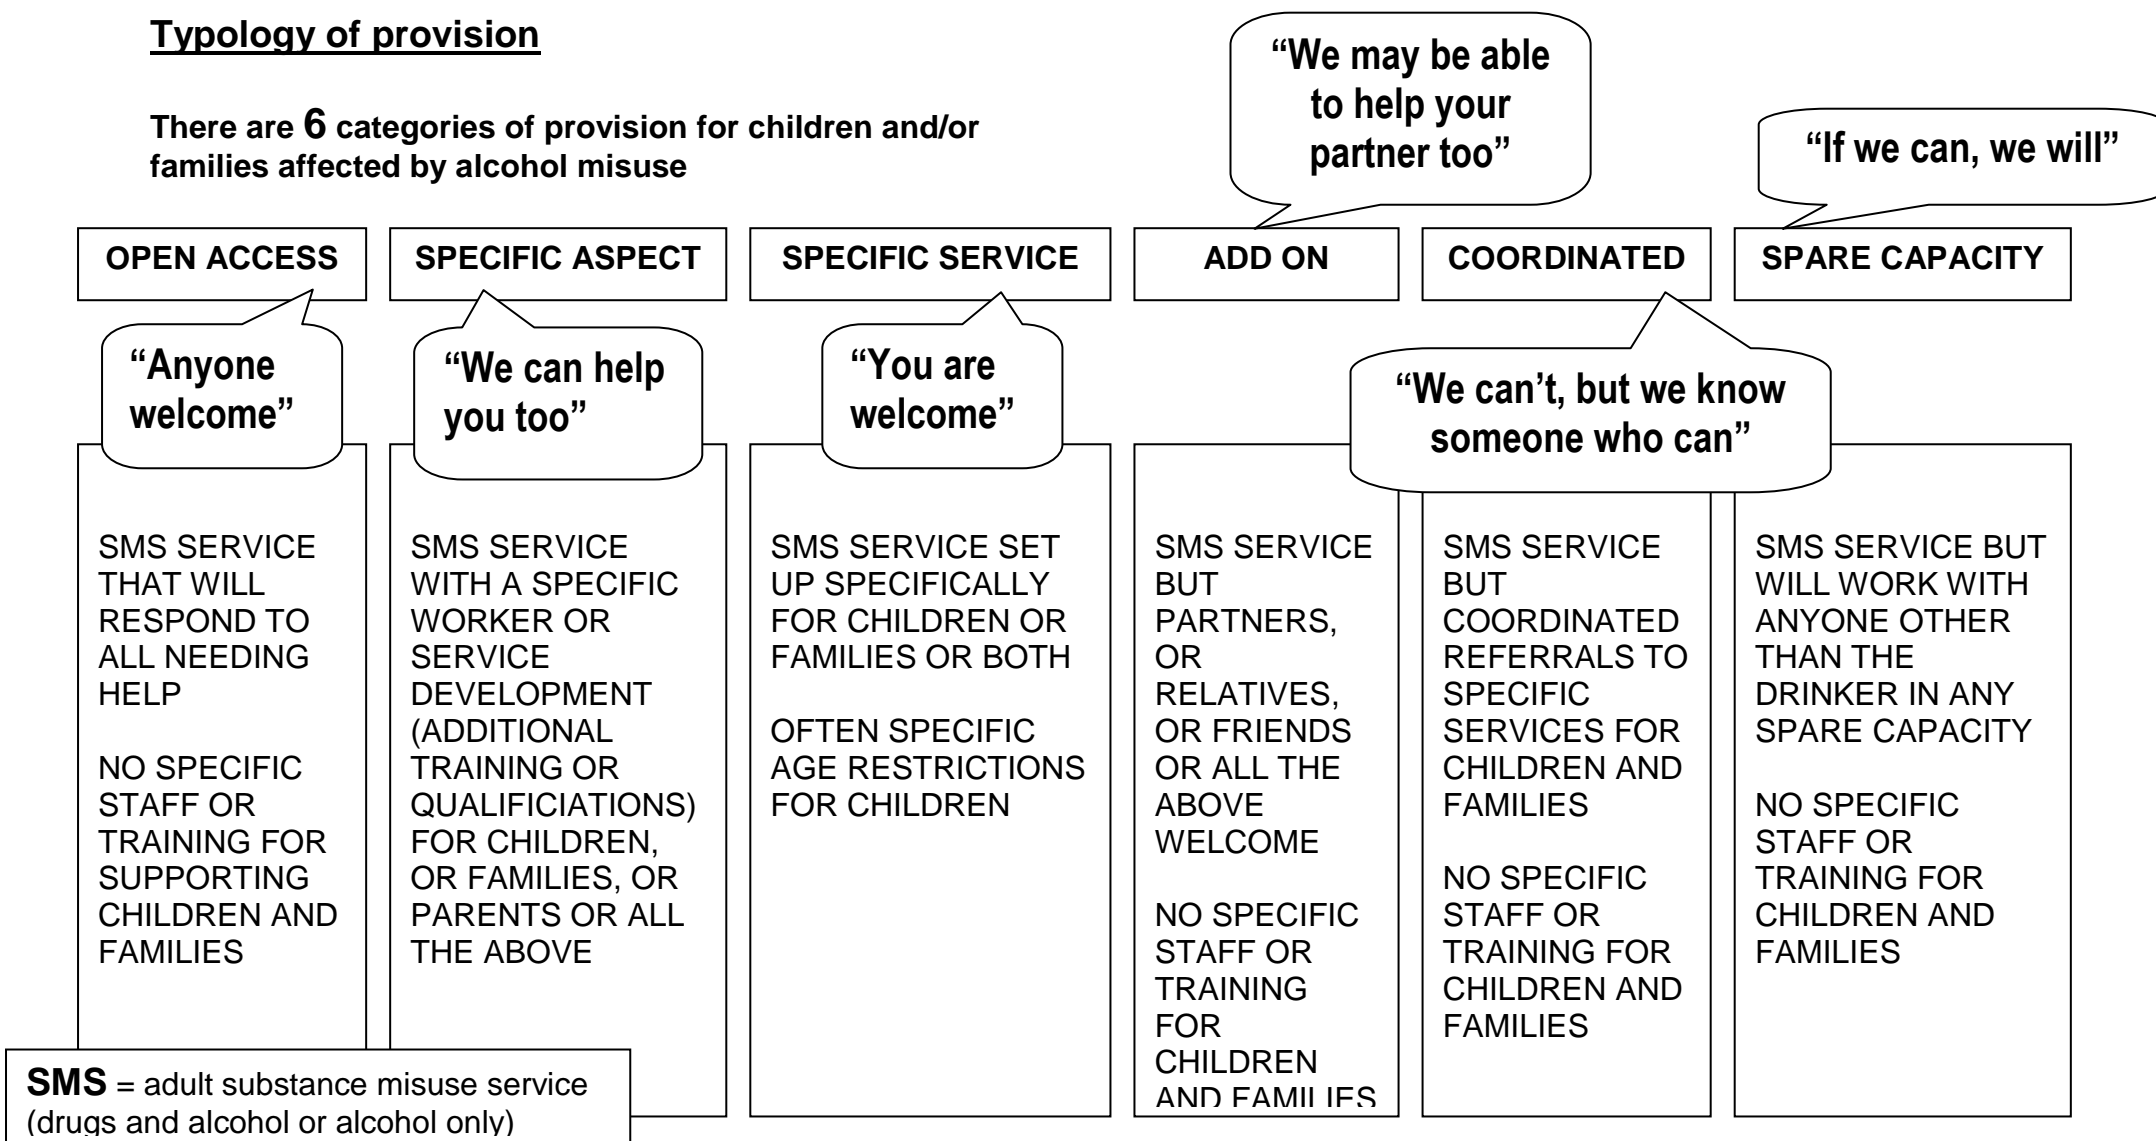 Typology of provision
There are 6 categories of provision for children and/or
families affected by alcohol misuse
“We may be able
to help your
partner too”
“If we can, we will”
OPEN ACCESS
SPECIFIC ASPECT
SPECIFIC SERVICE
ADD ON
COORDINATED
SPARE CAPACITY
“Anyone
welcome”
“We can help
you too”
“You are
welcome”
“We can’t, but we know
someone who can”
SMS SERVICE
THAT WILL
RESPOND TO
ALL NEEDING
HELP
NO SPECIFIC
STAFF OR
TRAINING FOR
SUPPORTING
CHILDREN AND
FAMILIES
SMS SERVICE
WITH A SPECIFIC
WORKER OR
SERVICE
DEVELOPMENT
(ADDITIONAL
TRAINING OR
QUALIFICIATIONS)
FOR CHILDREN,
OR FAMILIES, OR
PARENTS OR ALL
THE ABOVE
SMS SERVICE SET
UP SPECIFICALLY
FOR CHILDREN OR
FAMILIES OR BOTH
OFTEN SPECIFIC
AGE RESTRICTIONS
FOR CHILDREN
SMS SERVICE
BUT
PARTNERS,
OR
RELATIVES,
OR FRIENDS
OR ALL THE
ABOVE
WELCOME
NO SPECIFIC
STAFF OR
TRAINING
FOR
CHILDREN
AND FAMILIES
SMS SERVICE
BUT
COORDINATED
REFERRALS TO
SPECIFIC
SERVICES FOR
CHILDREN AND
FAMILIES
NO SPECIFIC
STAFF OR
TRAINING FOR
CHILDREN AND
FAMILIES
SMS SERVICE BUT
WILL WORK WITH
ANYONE OTHER
THAN THE
DRINKER IN ANY
SPARE CAPACITY
NO SPECIFIC
STAFF OR
TRAINING FOR
CHILDREN AND
FAMILIES
SMS = adult substance misuse service
(drugs and alcohol or alcohol only)